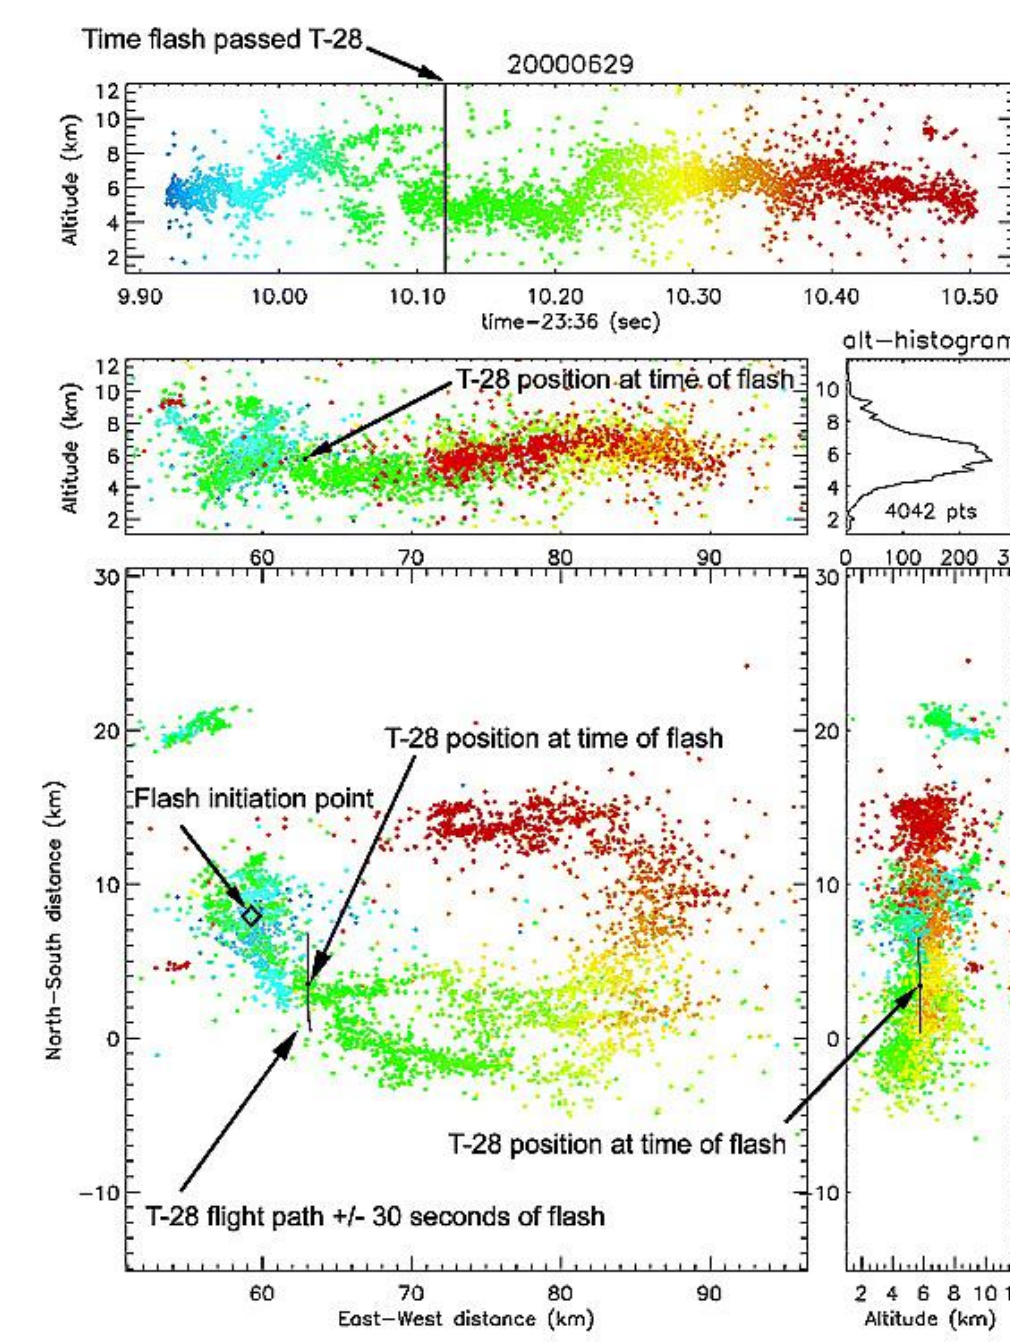 Time flash passed T-28
20000629
12
10
8
6
4
2
Altitude (km)
9.90 10.00 10.10 10.20 10.30 10.40 10.50
time-23:36 (sec)
alt-histogram
12
10
8
6
4
2
Altitude (km)
T-28 position at time of flash
60 70 80 90
10
8
6
4
2
4042 pts
0 100 200 3
30
20
10
0
-10
North-South distance (km)
T-28 position at time of flash
Flash initiation point
T-28 position at time of flash
T-28 flight path +/- 30 seconds of flash
60 70 80 90
East-West distance (km)
30
20
10
0
-10
2 4 6 8 10 1
Altitude (km)